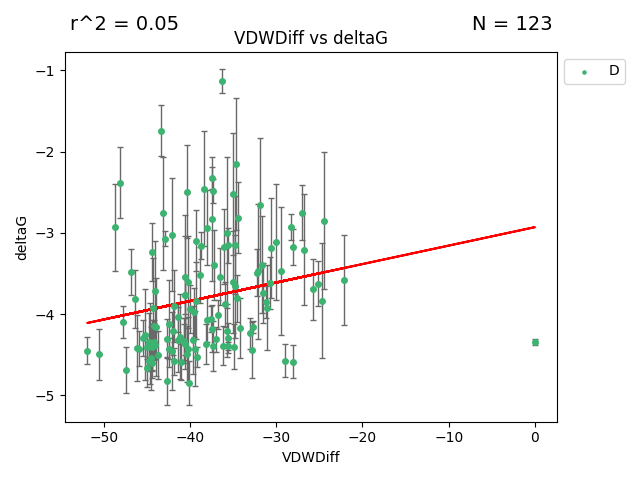 r^2 = 0.05
N = 123
VDWDiff vs deltaG
D
deltaG
−1
−2
−3
−4
−5
−50
−40
−30
−20
−10
0
VDWDiff